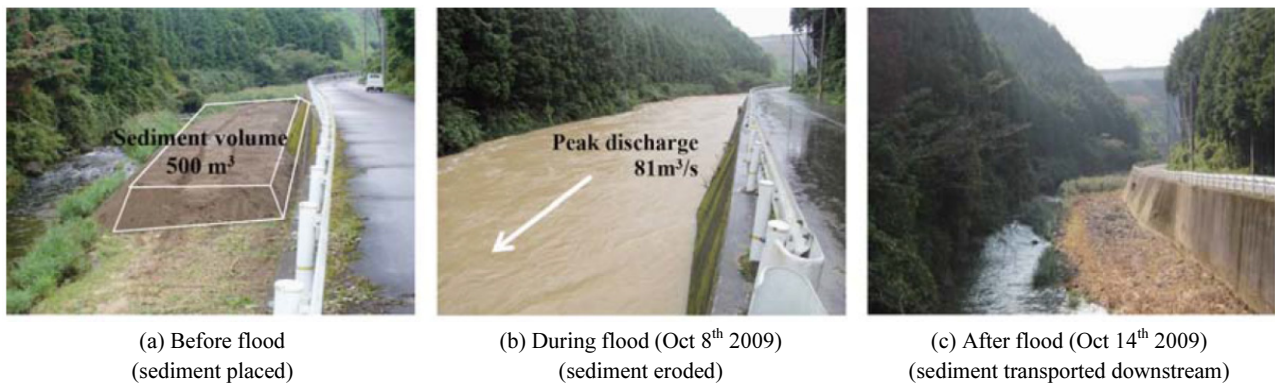 Sediment volume
500 m³
Peak discharge
81m³/s
(a) Before flood
(sediment placed)
(b) During flood (Oct 8th 2009)
(sediment eroded)
(c) After flood (Oct 14th 2009)
(sediment transported downstream)